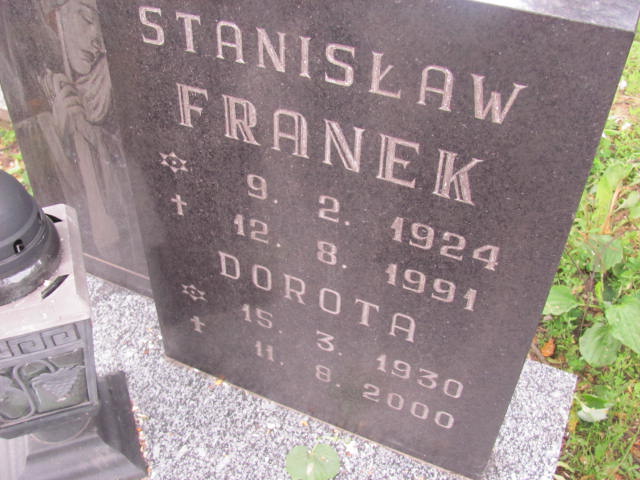 STANISŁAW
FRANEK
✡ 9. 2. 1924
† 12. 8. 1991
DOROTA
✡ 15. 3. 1930
† 11. 8. 2000